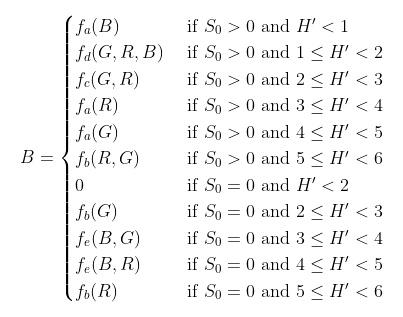 f_a(B) if S_0 > 0 and H' < 1
f_d(G, R, B) if S_0 > 0 and 1 ≤ H' < 2
f_c(G, R) if S_0 > 0 and 2 ≤ H' < 3
f_a(R) if S_0 > 0 and 3 ≤ H' < 4
f_a(G) if S_0 > 0 and 4 ≤ H' < 5
B = { f_b(R, G) if S_0 > 0 and 5 ≤ H' < 6
0 if S_0 = 0 and H' < 2
f_b(G) if S_0 = 0 and 2 ≤ H' < 3
f_e(B, G) if S_0 = 0 and 3 ≤ H' < 4
f_e(B, R) if S_0 = 0 and 4 ≤ H' < 5
f_b(R) if S_0 = 0 and 5 ≤ H' < 6